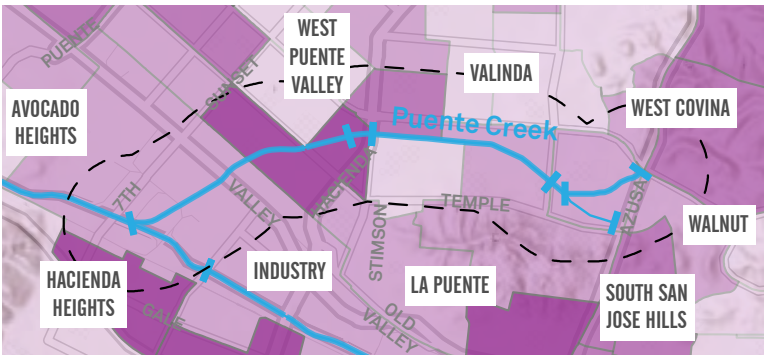 WEST
PUENTE
VALLEY
PUENTE
SUNSET
VALINDA
AVOCADO
HEIGHTS
WEST COVINA
Puente Creek
HACIENDA
7TH
VALLEY
TEMPLE
AZUSA
STIMSON
WALNUT
HACIENDA
HEIGHTS
INDUSTRY
LA PUENTE
SOUTH SAN
JOSE HILLS
GALE
OLD
VALLEY